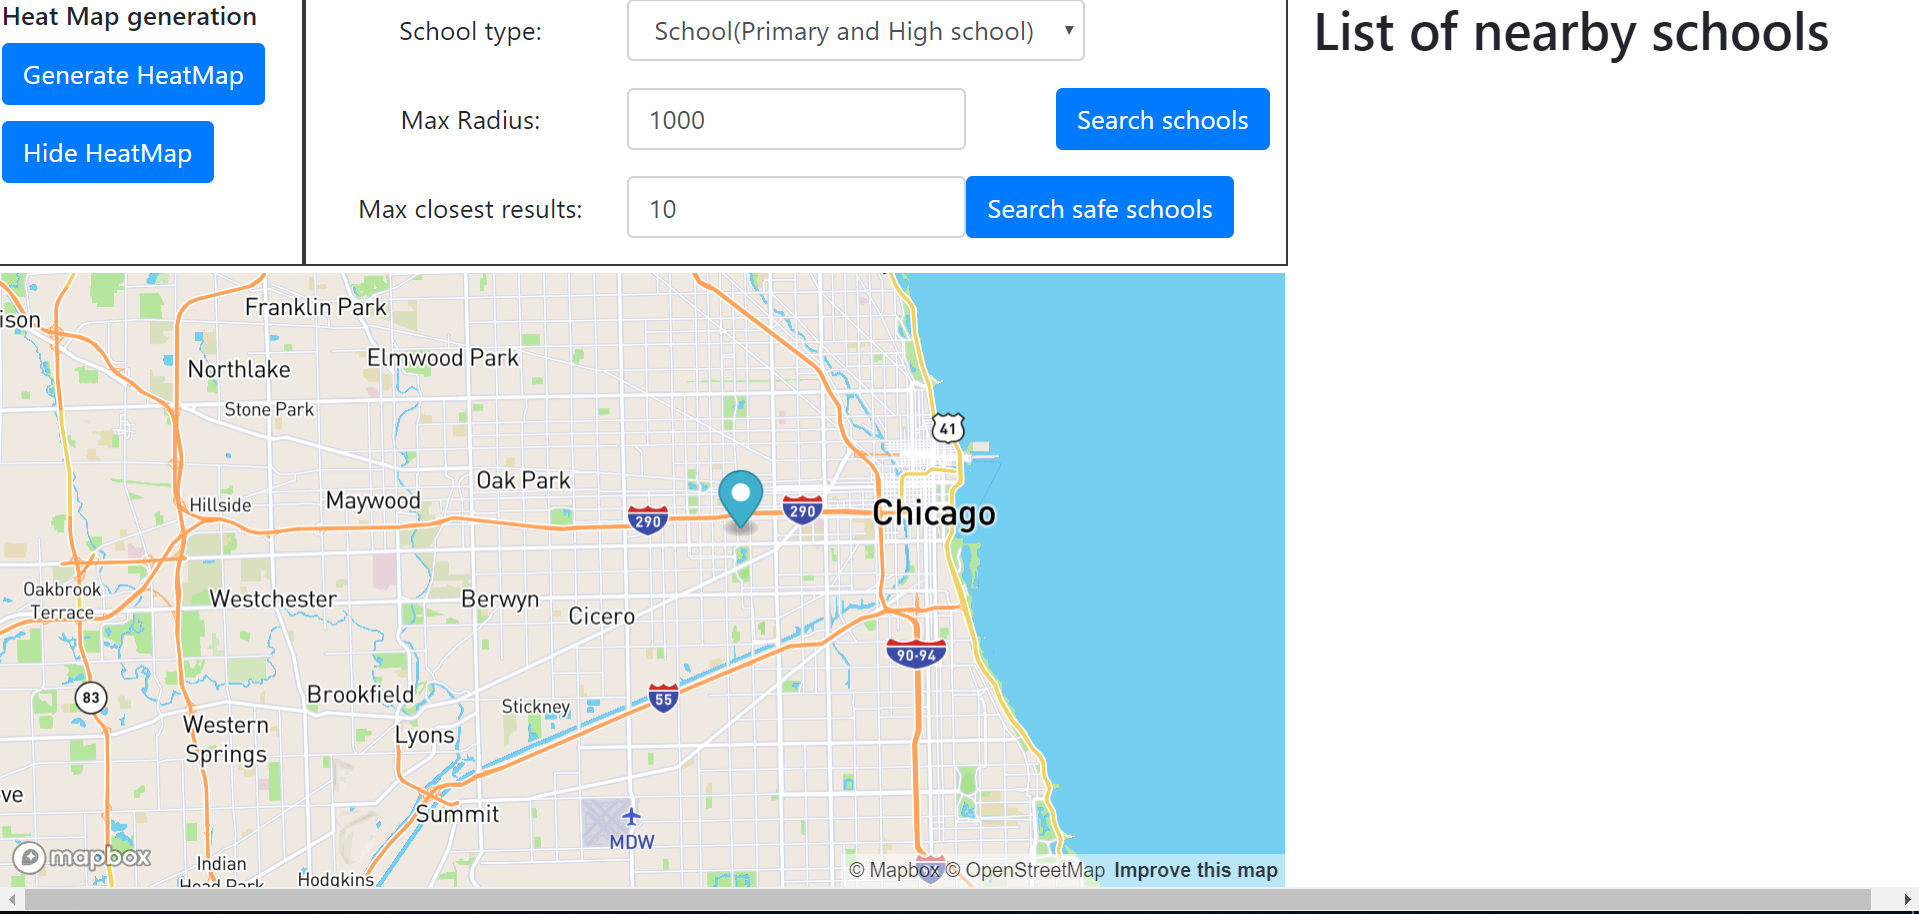 Heat Map generation
Generate HeatMap
Hide HeatMap
School type:
School(Primary and High school)
Max Radius:
1000
Search schools
Max closest results:
10
Search safe schools
List of nearby schools
Franklin Park
ison
Elmwood Park
Northlake
Stone Park
41
Oak Park
Maywood
Hillside
290
290
Chicago
Oakbrook
Terrace
Westchester
Berwyn
Cicero
90-94
83
Brookfield
55
Stickney
Western
Springs
Lyons
ve
Summit
MDW
mapbox
Indian
Head Park
Hodgkins
© Mapbox © OpenStreetMap Improve this map